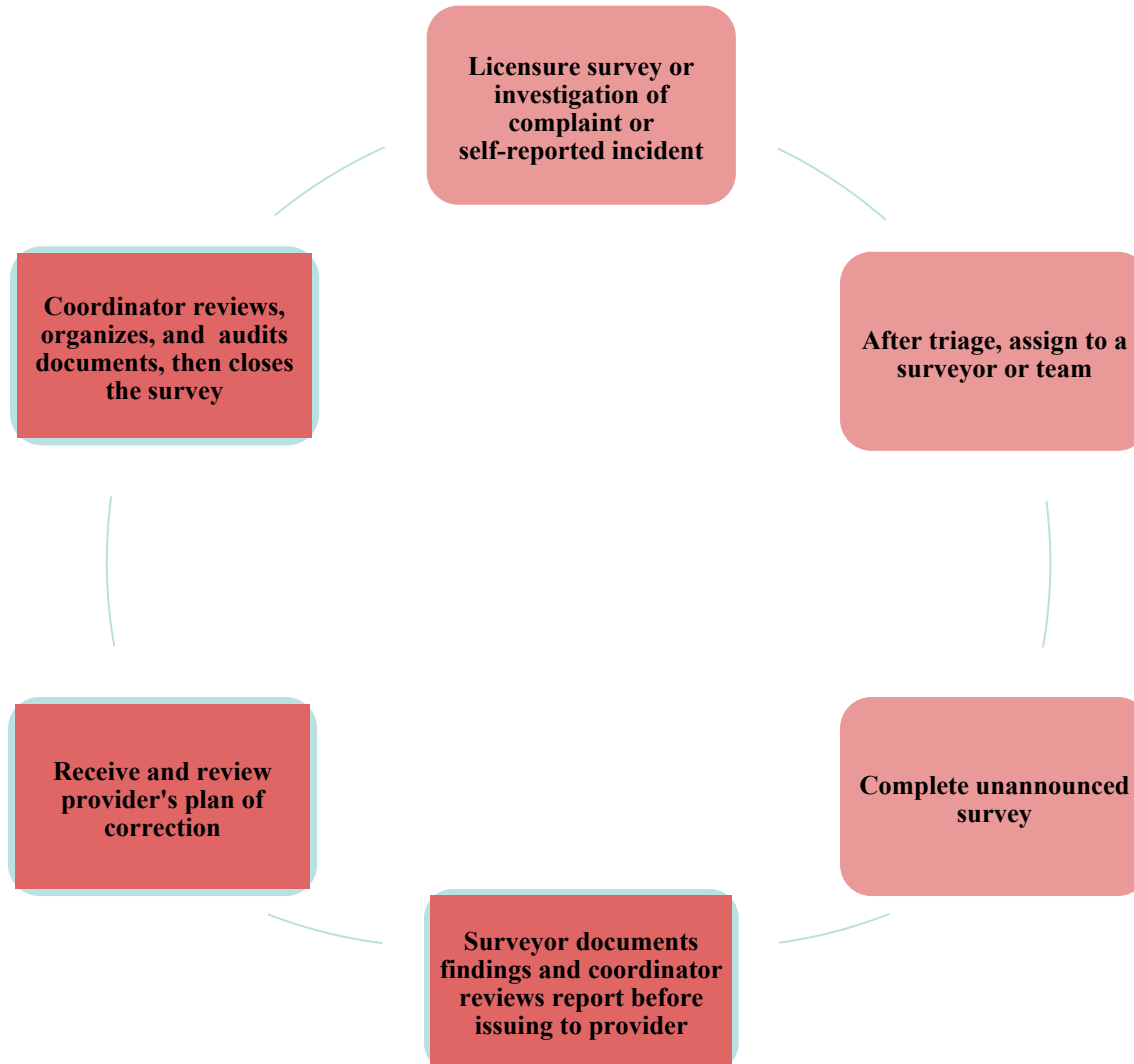 Licensure survey or
investigation of
complaint or
self-reported incident
After triage, assign to a
surveyor or team
Complete unannounced
survey
Surveyor documents
findings and coordinator
reviews report before
issuing to provider
Receive and review
provider's plan of
correction
Coordinator reviews,
organizes, and  audits
documents, then closes
the survey